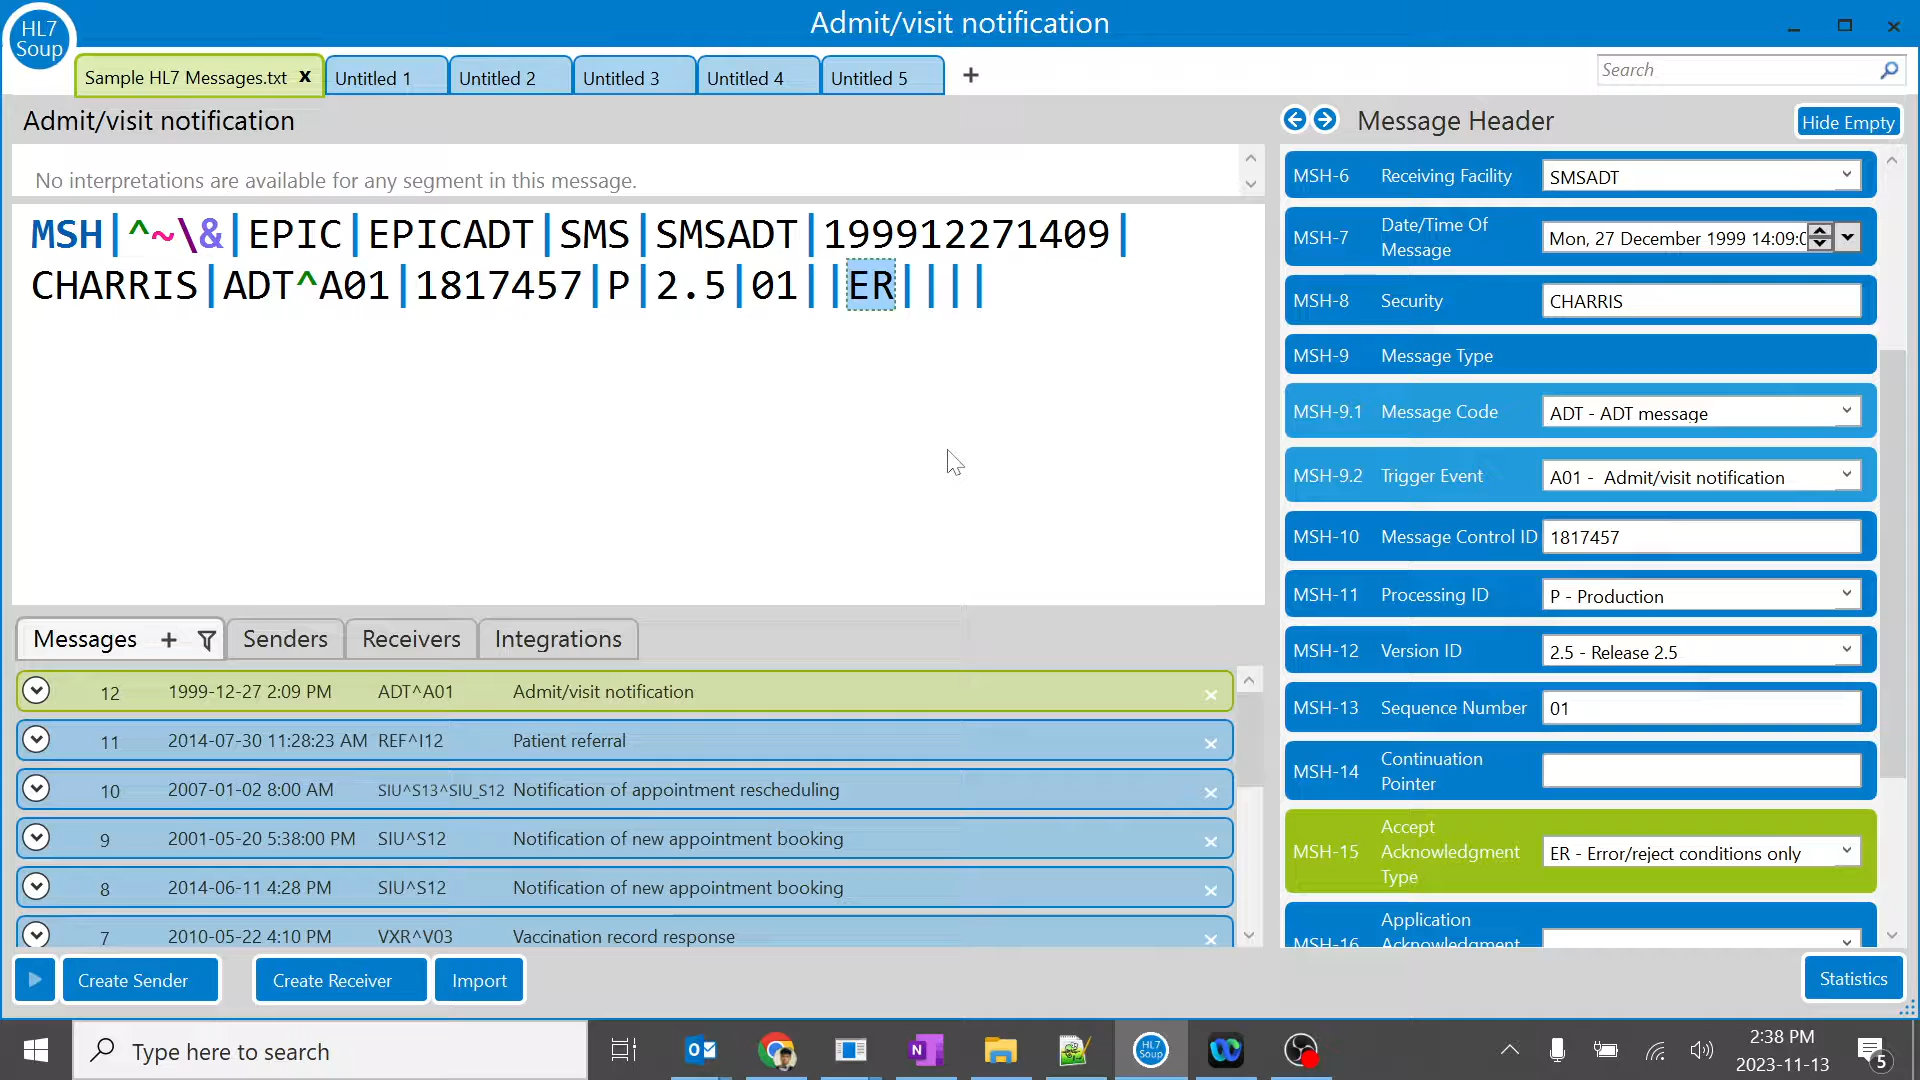 HL7
Soup
Admit/visit notification
Sample HL7 Messages.txt x
Untitled 1
Untitled 2
Untitled 3
Untitled 4
Untitled 5
+
Search
Admit/visit notification
Message Header
Hide Empty
No interpretations are available for any segment in this message.
MSH|^~\&|EPIC|EPICADT|SMS|SMSADT|199912271409|
CHARRIS|ADT^A01|1817457|P|2.5|01||ER||||
MSH-6 Receiving Facility SMSADT
MSH-7 Date/Time Of Message Mon, 27 December 1999 14:09:0
MSH-8 Security CHARRIS
MSH-9 Message Type
MSH-9.1 Message Code ADT - ADT message
MSH-9.2 Trigger Event A01 - Admit/visit notification
MSH-10 Message Control ID 1817457
MSH-11 Processing ID P - Production
MSH-12 Version ID 2.5 - Release 2.5
MSH-13 Sequence Number 01
MSH-14 Continuation Pointer
MSH-15 Accept Acknowledgment Type ER - Error/reject conditions only
MSH-16 Application Acknowledgment
Messages +
Senders
Receivers
Integrations
12 1999-12-27 2:09 PM ADT^A01 Admit/visit notification
11 2014-07-30 11:28:23 AM REF^I12 Patient referral
10 2007-01-02 8:00 AM SIU^S13^SIU_S12 Notification of appointment rescheduling
9 2001-05-20 5:38:00 PM SIU^S12 Notification of new appointment booking
8 2014-06-11 4:28 PM SIU^S12 Notification of new appointment booking
7 2010-05-22 4:10 PM VXR^V03 Vaccination record response
Create Sender
Create Receiver
Import
Statistics
Type here to search
HL7
Soup
2:38 PM
2023-11-13
5